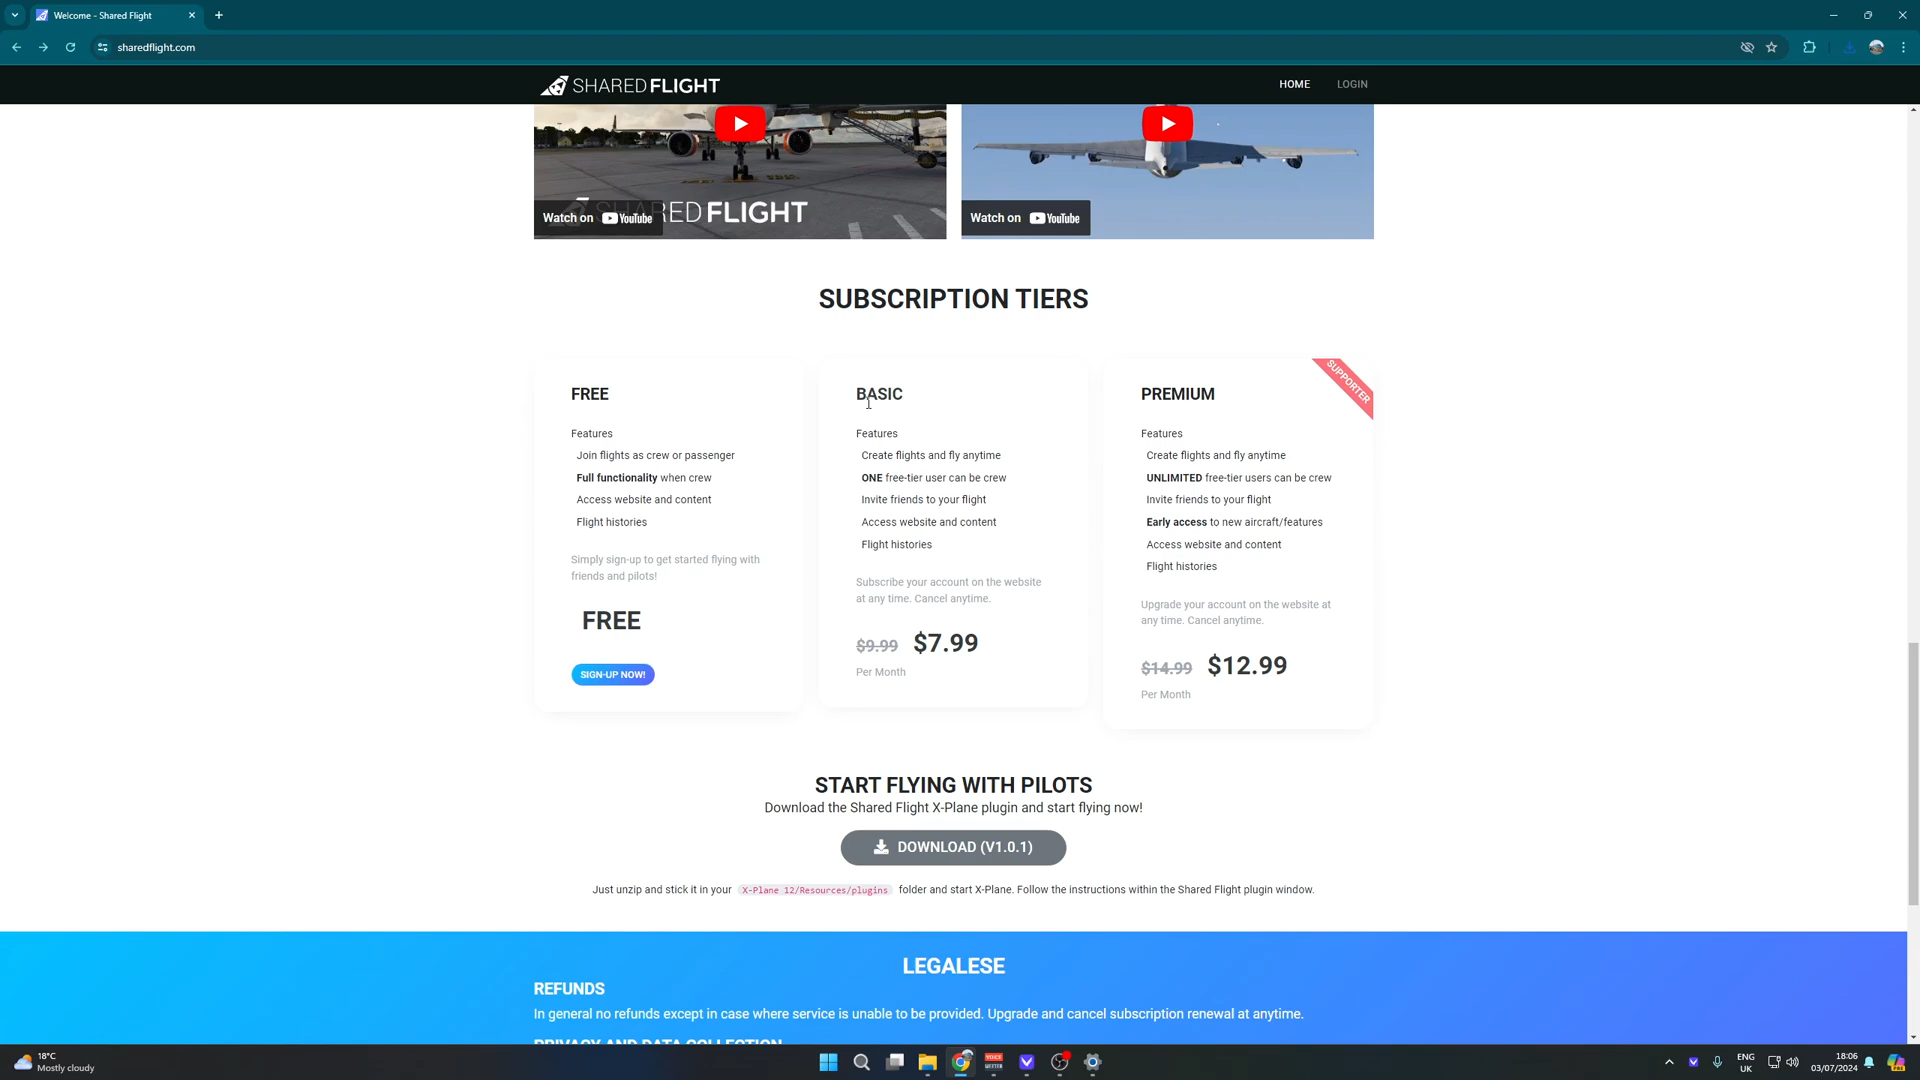 Welcome - Shared Flight
sharedflight.com
SHAREDFLIGHT
HOME
LOGIN
Watch on YouTube
REDFLIGHT
Watch on YouTube
SUBSCRIPTION TIERS
FREE
Features
Join flights as crew or passenger
Full functionality when crew
Access website and content
Flight histories
Simply sign-up to get started flying with
friends and pilots!
FREE
SIGN-UP NOW!
BASIC
Features
Create flights and fly anytime
ONE free-tier user can be crew
Invite friends to your flight
Access website and content
Flight histories
Subscribe your account on the website
at any time. Cancel anytime.
$9.99 $7.99
Per Month
SUPPORTER
PREMIUM
Features
Create flights and fly anytime
UNLIMITED free-tier users can be crew
Invite friends to your flight
Early access to new aircraft/features
Access website and content
Flight histories
Upgrade your account on the website at
any time. Cancel anytime.
$14.99 $12.99
Per Month
START FLYING WITH PILOTS
Download the Shared Flight X-Plane plugin and start flying now!
DOWNLOAD (V1.0.1)
Just unzip and stick it in your X-Plane 12/Resources/plugins folder and start X-Plane. Follow the instructions within the Shared Flight plugin window.
LEGALESE
REFUNDS
In general no refunds except in case where service is unable to be provided. Upgrade and cancel subscription renewal at anytime.
PRIVACY AND DATA COLLECTION
18°C
Mostly cloudy
ENG
UK
18:06
03/07/2024